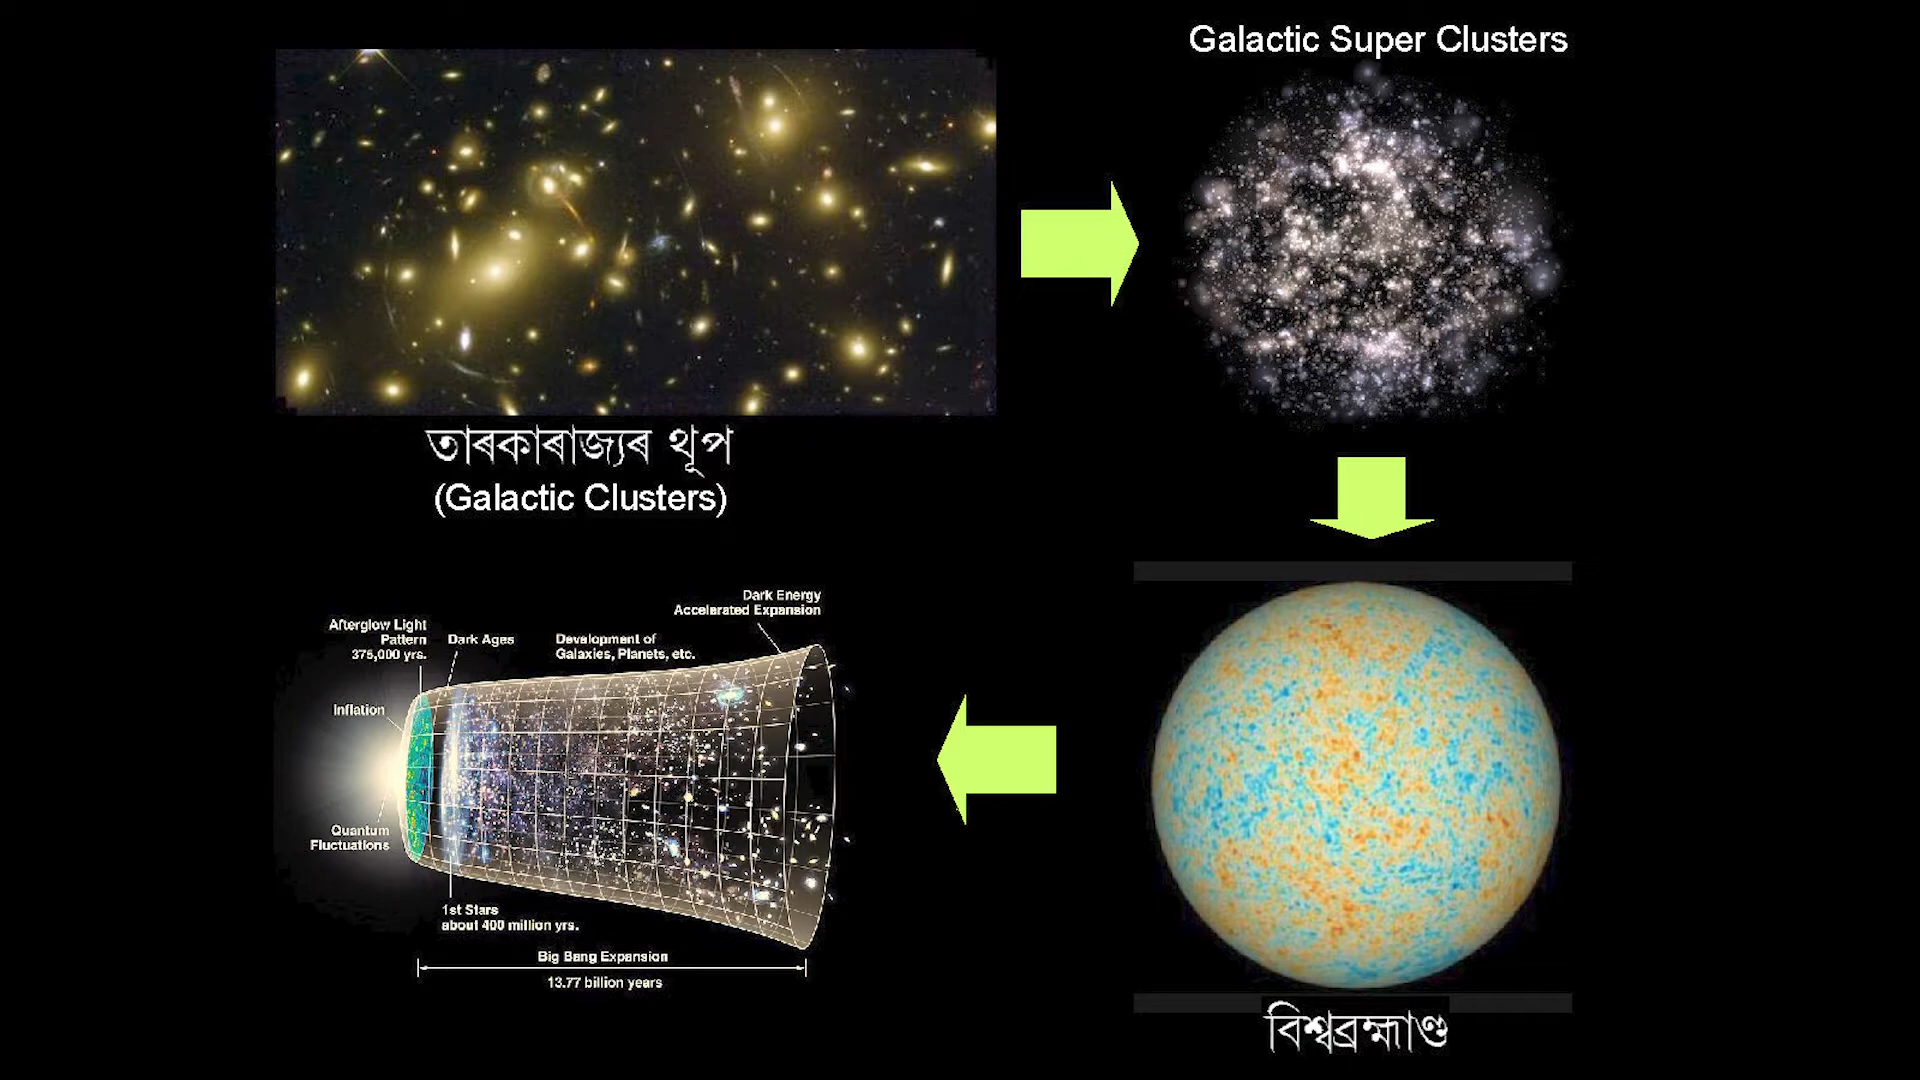 Galactic Super Clusters
তাৰকাৰাজ্যৰ থূপ
(Galactic Clusters)
Dark Energy
Accelerated Expansion
Afterglow Light
Pattern
375,000 yrs.
Dark Ages
Development of
Galaxies, Planets, etc.
Inflation
Quantum
Fluctuations
1st Stars
about 400 million yrs.
Big Bang Expansion
13.77 billion years
বিশ্বব্ৰহ্মাণ্ড